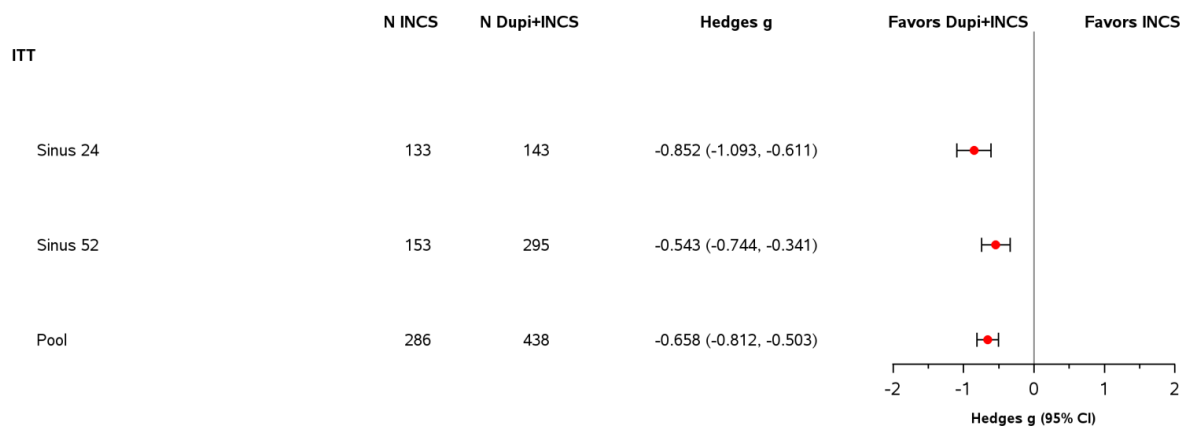 N INCS N Dupi+INCS Hedges g Favors Dupi+INCS Favors INCS
ITT
Sinus 24 133 143 -0.852 (-1.093, -0.611)
Sinus 52 153 295 -0.543 (-0.744, -0.341)
Pool 286 438 -0.658 (-0.812, -0.503)
-2 -1 0 1 2
Hedges g (95% CI)